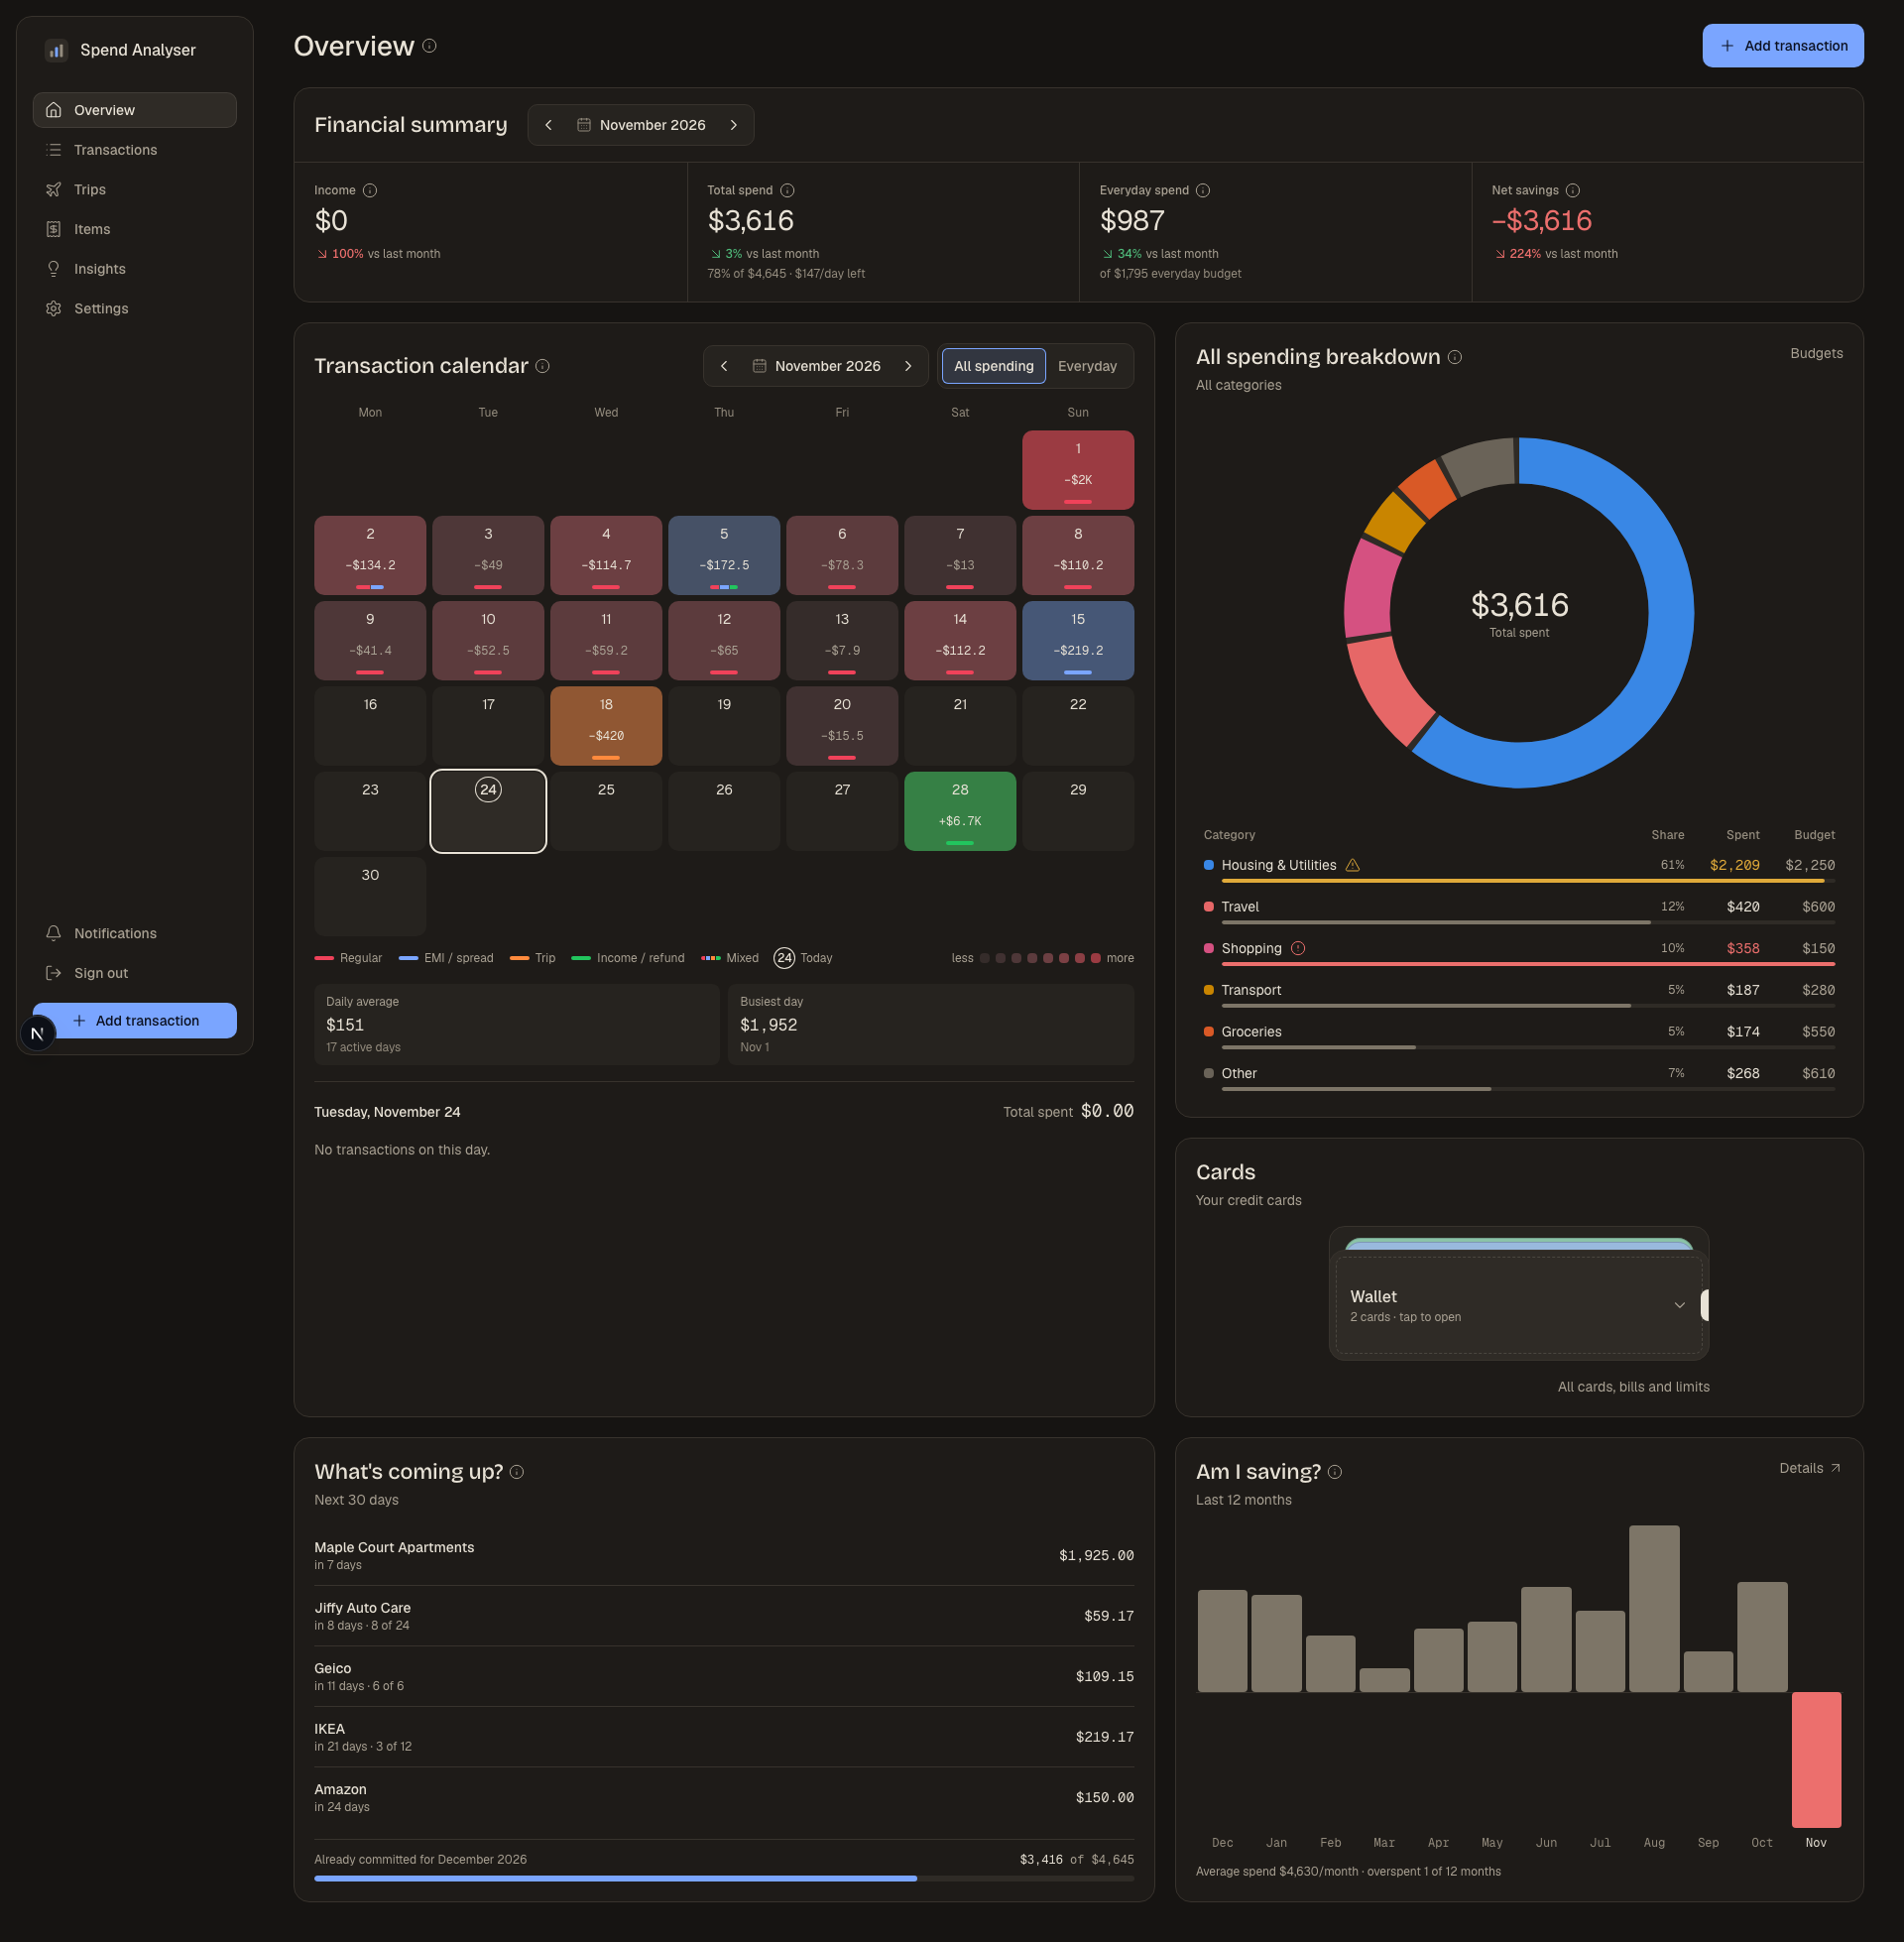 Spend Analyser
Overview
Transactions
Trips
Items
Insights
Settings
Notifications
Sign out
Add transaction
N
Overview
Add transaction
Financial summary
November 2026
Income
$0
100% vs last month
Total spend
$3,616
3% vs last month
78% of $4,645 · $147/day left
Everyday spend
$987
34% vs last month
of $1,795 everyday budget
Net savings
−$3,616
224% vs last month
Transaction calendar
November 2026
All spending
Everyday
Mon Tue Wed Thu Fri Sat Sun
1
−$2K
2 3 4 5 6 7 8
−$134.2 −$49 −$114.7 −$172.5 −$78.3 −$13 −$110.2
9 10 11 12 13 14 15
−$41.4 −$52.5 −$59.2 −$65 −$7.9 −$112.2 −$219.2
16 17 18 19 20 21 22
−$420 −$15.5
23 24 25 26 27 28 29
+$6.7K
30
Regular EMI / spread Trip Income / refund Mixed 24 Today less more
Daily average
$151
17 active days
Busiest day
$1,952
Nov 1
Tuesday, November 24 Total spent $0.00
No transactions on this day.
All spending breakdown
Budgets
All categories
$3,616
Total spent
Category Share Spent Budget
Housing & Utilities 61% $2,209 $2,250
Travel 12% $420 $600
Shopping 10% $358 $150
Transport 5% $187 $280
Groceries 5% $174 $550
Other 7% $268 $610
Cards
Your credit cards
Wallet
2 cards · tap to open
All cards, bills and limits
What's coming up?
Next 30 days
Maple Court Apartments
in 7 days
$1,925.00
Jiffy Auto Care
in 8 days · 8 of 24
$59.17
Geico
in 11 days · 6 of 6
$109.15
IKEA
in 21 days · 3 of 12
$219.17
Amazon
in 24 days
$150.00
Already committed for December 2026 $3,416 of $4,645
Am I saving?
Details
Last 12 months
Dec Jan Feb Mar Apr May Jun Jul Aug Sep Oct Nov
Average spend $4,630/month · overspent 1 of 12 months